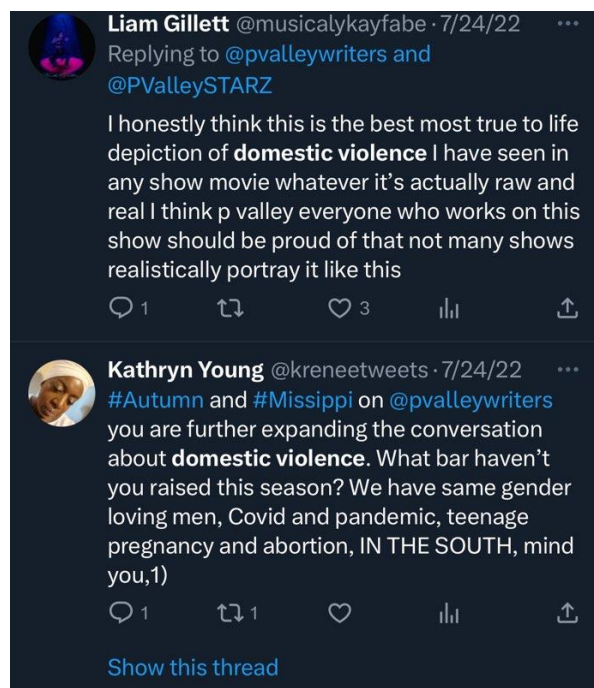 Liam Gillett @musicalykayfabe · 7/24/22 ...
Replying to @pvalleywriters and
@PValleySTARZ
I honestly think this is the best most true to life
depiction of domestic violence I have seen in
any show movie whatever it’s actually raw and
real I think p valley everyone who works on this
show should be proud of that not many shows
realistically portray it like this
1 3
Kathryn Young @kreneetweets · 7/24/22 ...
#Autumn and #Missippi on @pvalleywriters
you are further expanding the conversation
about domestic violence. What bar haven’t
you raised this season? We have same gender
loving men, Covid and pandemic, teenage
pregnancy and abortion, IN THE SOUTH, mind
you,1)
1 1
Show this thread